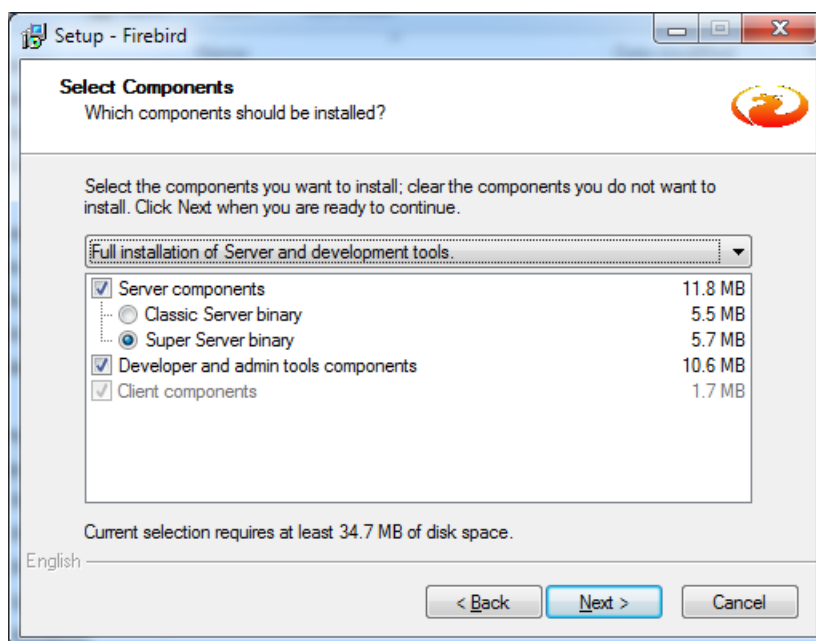 Setup - Firebird
Select Components
Which components should be installed?
Select the components you want to install; clear the components you do not want to
install. Click Next when you are ready to continue.
Full installation of Server and development tools.
Server components 11.8 MB
Classic Server binary 5.5 MB
Super Server binary 5.7 MB
Developer and admin tools components 10.6 MB
Client components 1.7 MB
Current selection requires at least 34.7 MB of disk space.
English
< Back Next > Cancel